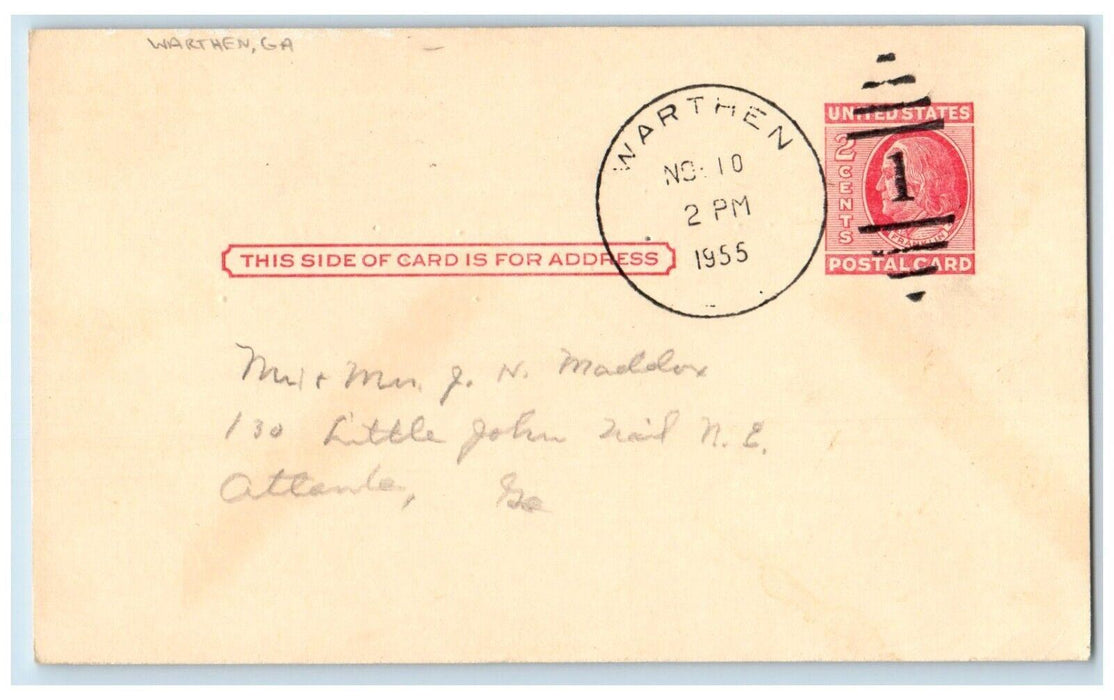 WARTHEN, GA
WARTHEN
NO 10
2 PM
1955
UNITED STATES
2 CENTS
1
FRANKLIN
POSTAL CARD
THIS SIDE OF CARD IS FOR ADDRESS
Mr + Mrs. J. N. Maddox
130 Little John Trail N. E.
Atlanta, Ga